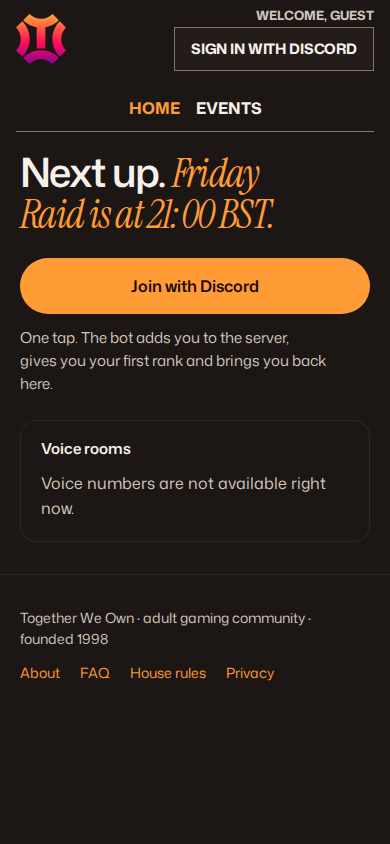 WELCOME, GUEST
SIGN IN WITH DISCORD
HOME EVENTS
Next up. Friday
Raid is at 21:00 BST.
Join with Discord
One tap. The bot adds you to the server,
gives you your first rank and brings you back
here.
Voice rooms
Voice numbers are not available right
now.
Together We Own · adult gaming community ·
founded 1998
About FAQ House rules Privacy